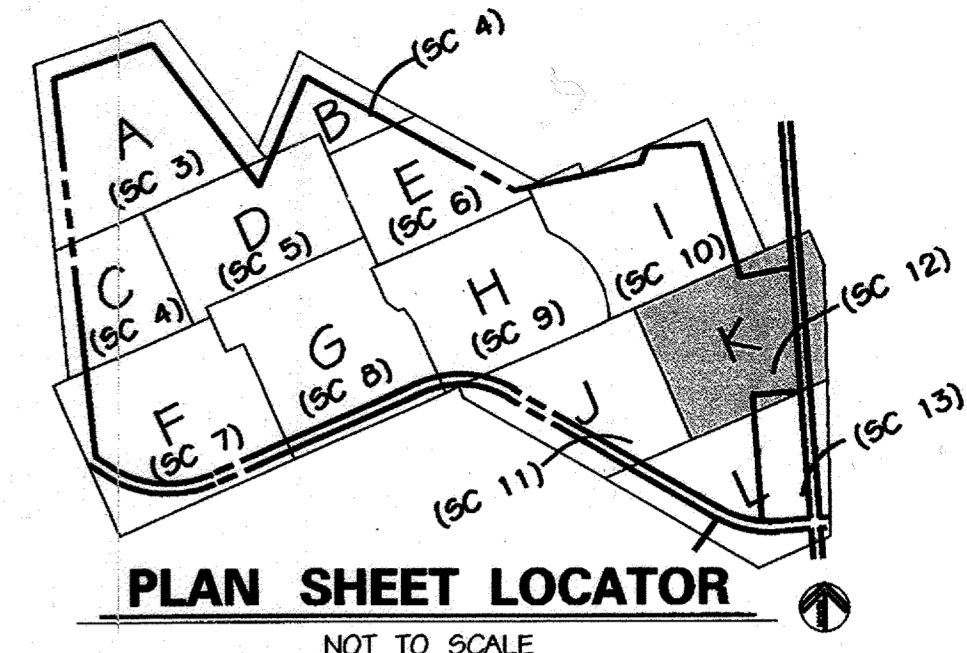 (SC 4)
A
(SC 3)
B
E
(SC 6)
D
(SC 5)
I
(SC 10)
C
(SC 4)
H
(SC 9)
(SC 12)
K
G
(SC 8)
F
(SC 7)
J
(SC 11)
(SC 13)
L
PLAN SHEET LOCATOR
NOT TO SCALE